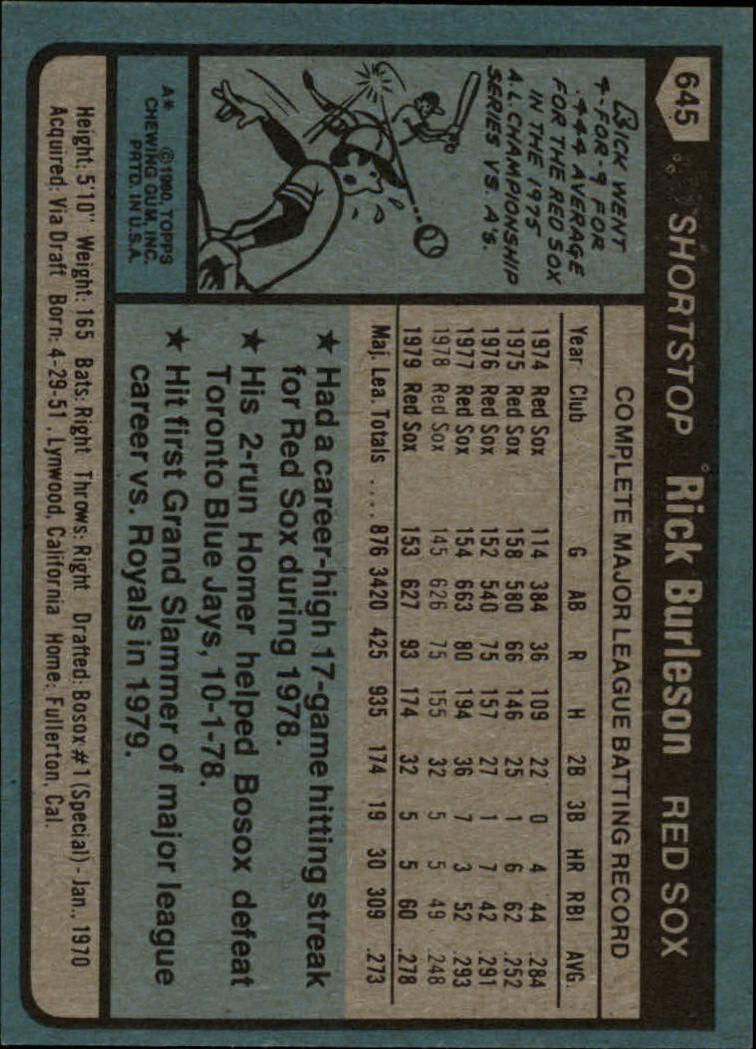 645 SHORTSTOP Rick Burleson RED SOX
RICK WENT
4-FOR-9 FOR
.444 AVERAGE
FOR THE RED SOX
IN THE 1975
A.L. CHAMPIONSHIP
SERIES VS. A's.
A* ©1980, TOPPS
CHEWING GUM, INC.
PRTD. IN U.S.A.
COMPLETE MAJOR LEAGUE BATTING RECORD
Year Club G AB R H 2B 3B HR RBI AVG.
1974 Red Sox 114 384 36 109 22 0 4 44 .284
1975 Red Sox 158 580 66 146 25 1 6 62 .252
1976 Red Sox 152 540 75 157 27 1 7 42 .291
1977 Red Sox 154 663 80 194 36 7 3 52 .293
1978 Red Sox 145 626 75 155 32 5 5 49 .248
1979 Red Sox 153 627 93 174 32 5 5 60 .278
Maj. Lea. Totals ..... 876 3420 425 935 174 19 30 309 .273
★ Had a career-high 17-game hitting streak
for Red Sox during 1978.
★ His 2-run Homer helped Bosox defeat
Toronto Blue Jays, 10-1-78.
★ Hit first Grand Slammer of major league
career vs. Royals in 1979.
Height: 5'10" Weight: 165 Bats: Right Throws: Right Drafted: Bosox #1 (Special) - Jan., 1970
Acquired: Via Draft Born: 4-29-51, Lynwood, California Home: Fullerton, Cal.